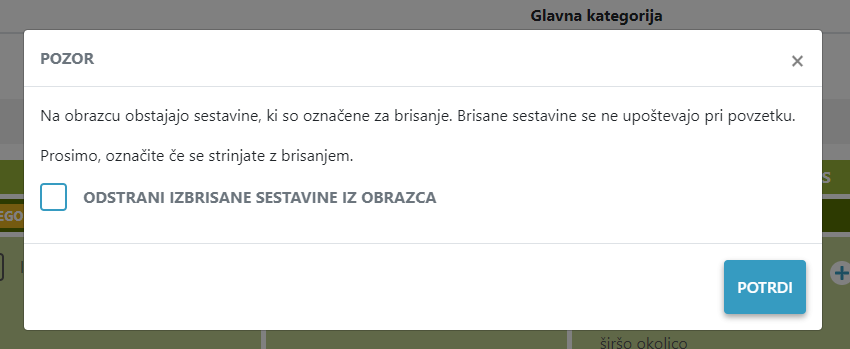 Glavna kategorija
POZOR
×
Na obrazcu obstajajo sestavine, ki so označene za brisanje. Brisane sestavine se ne upoštevajo pri povzetku.
Prosimo, označite če se strinjate z brisanjem.
ODSTRANI IZBRISANE SESTAVINE IZ OBRAZCA
POTRDI
širšo okolico